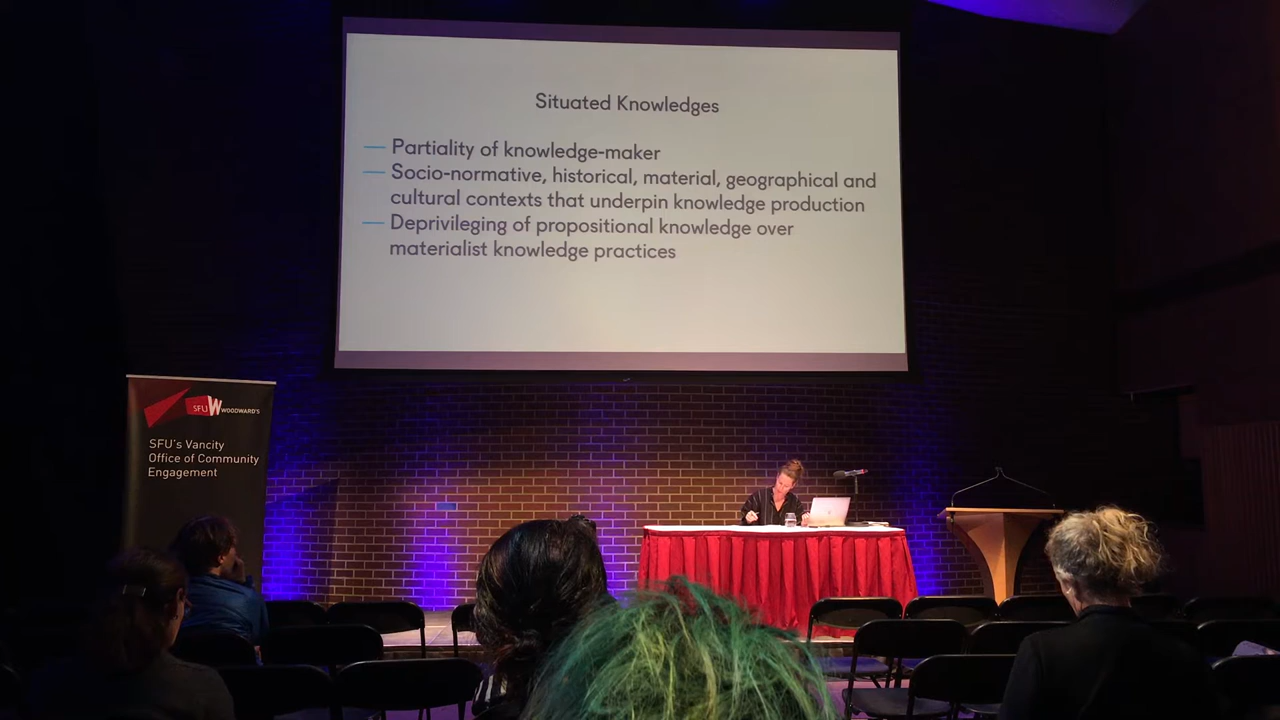 Situated Knowledges
— Partiality of knowledge-maker
— Socio-normative, historical, material, geographical and
cultural contexts that underpin knowledge production
— Deprivileging of propositional knowledge over
materialist knowledge practices
SFU W WOODWARD'S
SFU's Vancity
Office of Community
Engagement